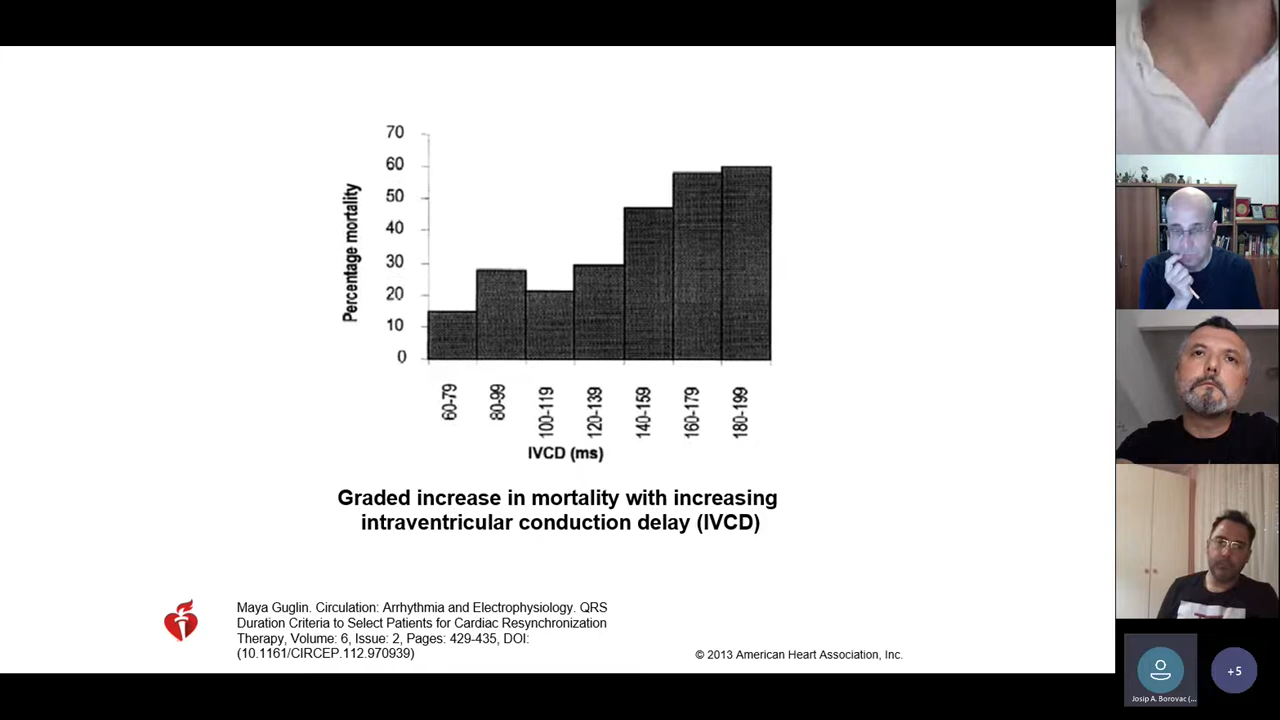 70
60
50
40
30
20
10
0
Percentage mortality
60-79
80-99
100-119
120-139
140-159
160-179
180-199
IVCD (ms)
Graded increase in mortality with increasing
intraventricular conduction delay (IVCD)
Maya Guglin. Circulation: Arrhythmia and Electrophysiology. QRS
Duration Criteria to Select Patients for Cardiac Resynchronization
Therapy, Volume: 6, Issue: 2, Pages: 429-435, DOI:
(10.1161/CIRCEP.112.970939)
© 2013 American Heart Association, Inc.
Josip A. Borovac (...
+5